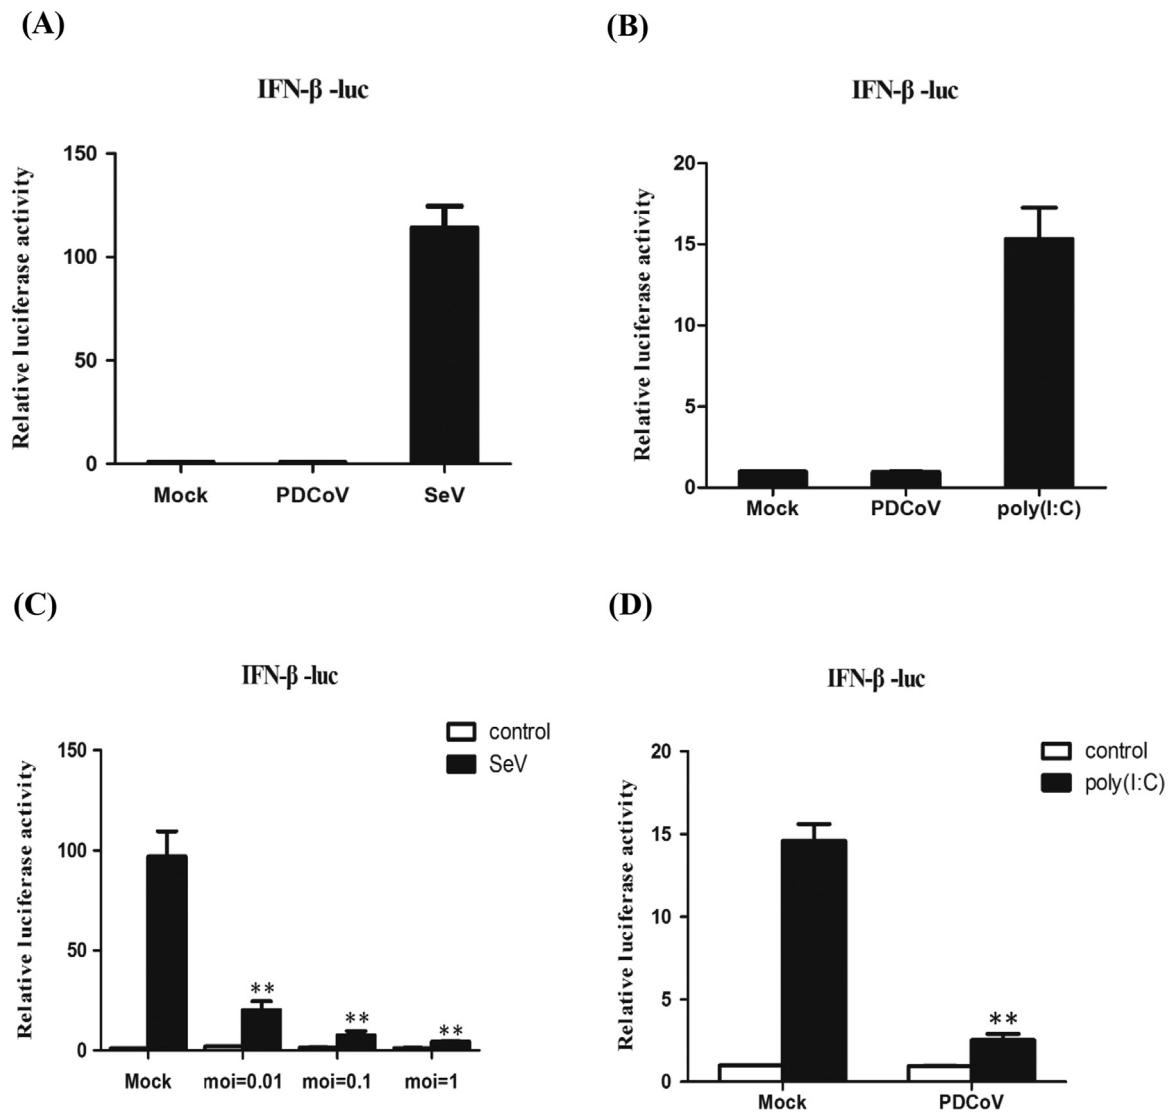 (A)
IFN-β -luc
Relative luciferase activity
150
100
50
0
Mock PDCoV SeV
(B)
IFN-β -luc
Relative luciferase activity
20
15
10
5
0
Mock PDCoV poly(I:C)
(C)
IFN-β -luc
control
SeV
Relative luciferase activity
150
100
50
0
**
**
**
Mock moi=0.01 moi=0.1 moi=1
(D)
IFN-β -luc
control
poly(I:C)
Relative luciferase activity
20
15
10
5
0
**
Mock PDCoV